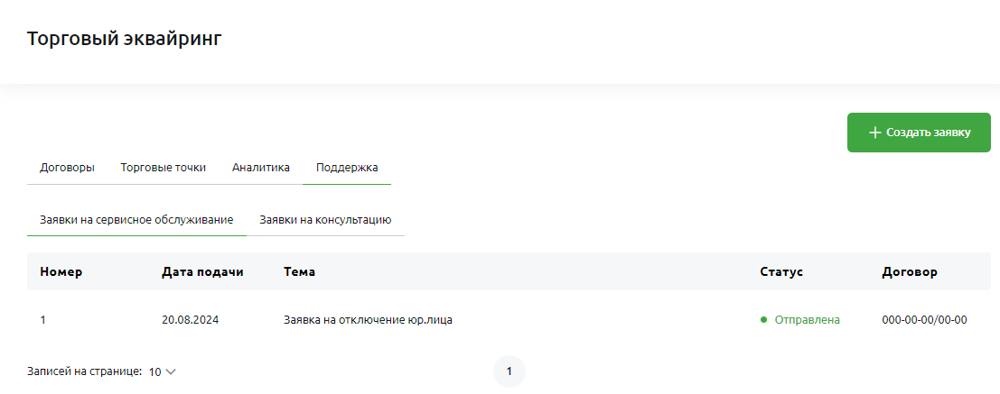 Торговый эквайринг
+ Создать заявку
Договоры Торговые точки Аналитика Поддержка
Заявки на сервисное обслуживание Заявки на консультацию
Номер Дата подачи Тема Статус Договор
1 20.08.2024 Заявка на отключение юр.лица Отправлена 000-00-00/00-00
Записей на странице: 10 1